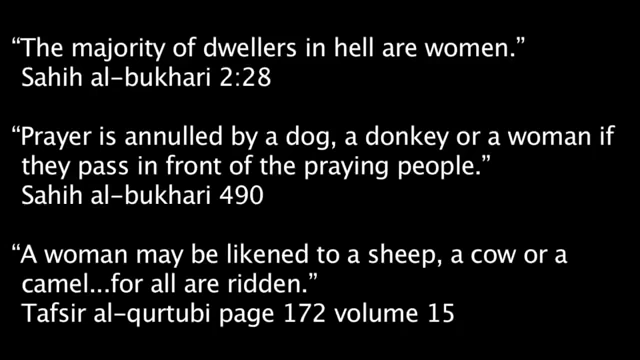 “The majority of dwellers in hell are women.”
Sahih al-bukhari 2:28
“Prayer is annulled by a dog, a donkey or a woman if
they pass in front of the praying people.”
Sahih al-bukhari 490
“A woman may be likened to a sheep, a cow or a
camel...for all are ridden.”
Tafsir al-qurtubi page 172 volume 15